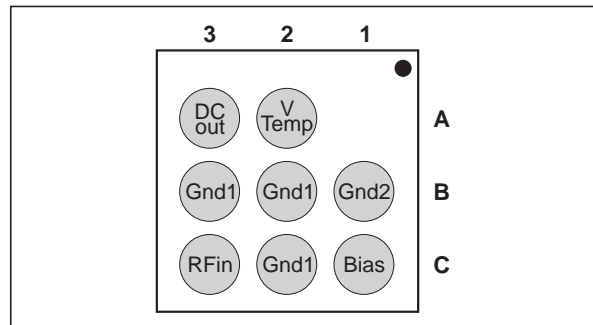 3 2 1
DC out V Temp A
Gnd1 Gnd1 Gnd2 B
RFin Gnd1 Bias C